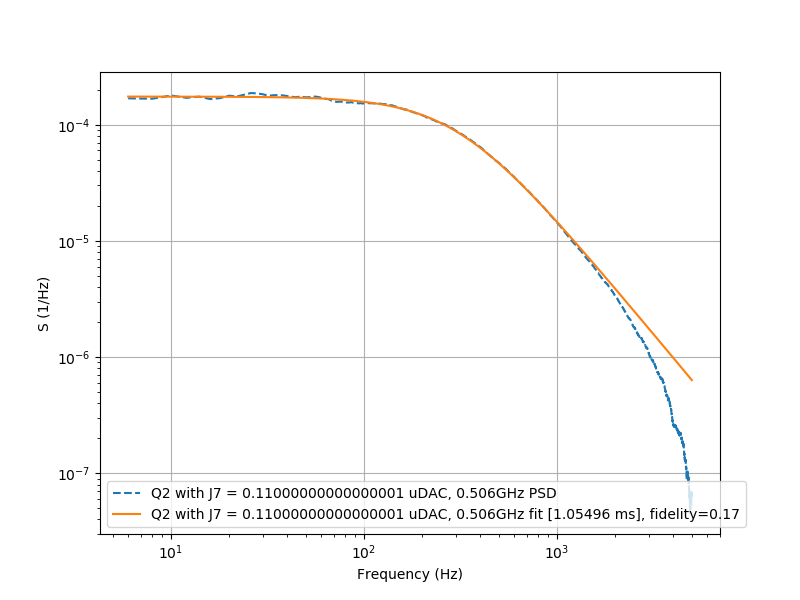 10⁻⁴
10⁻⁵
10⁻⁶
10⁻⁷
S (1/Hz)
Q2 with J7 = 0.11000000000000001 uDAC, 0.506GHz PSD
Q2 with J7 = 0.11000000000000001 uDAC, 0.506GHz fit [1.05496 ms], fidelity=0.17
10¹ 10² 10³
Frequency (Hz)